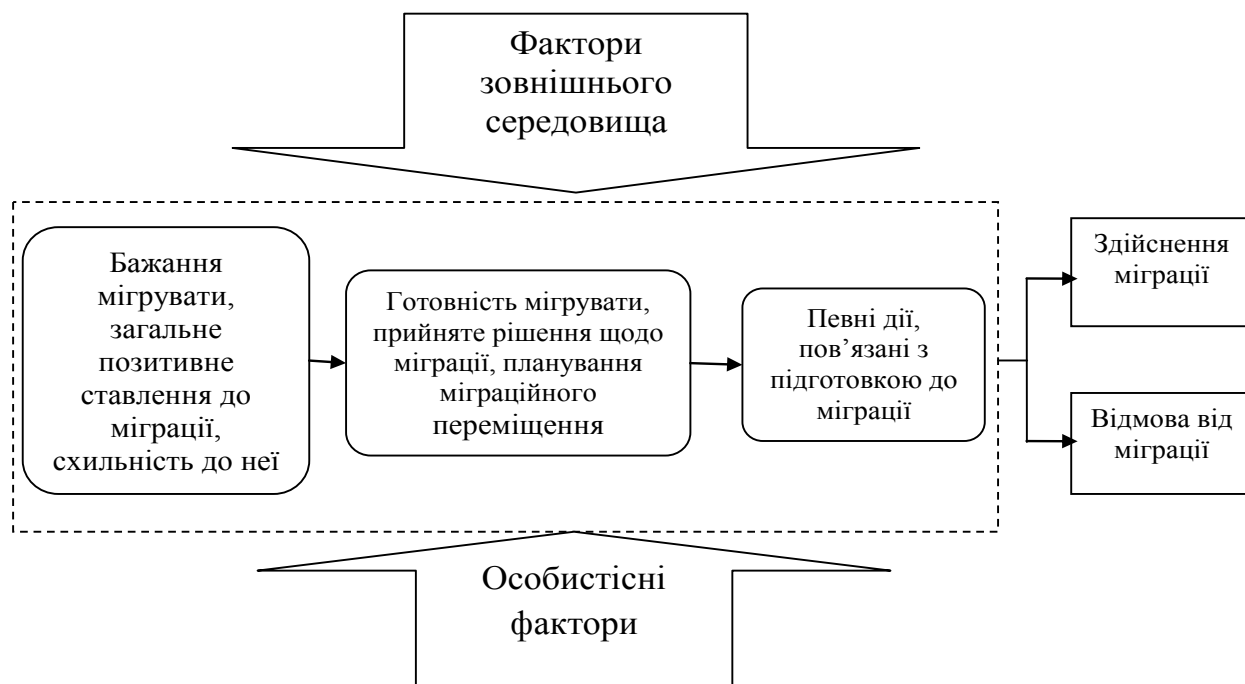 Фактори
зовнішнього
середовища
Бажання
мігрувати,
загальне
позитивне
ставлення до
міграції,
схильність до неї
Готовність мігрувати,
прийняте рішення щодо
міграції, планування
міграційного
переміщення
Певні дії,
пов’язані з
підготовкою до
міграції
Здійснення
міграції
Відмова від
міграції
Особистісні
фактори